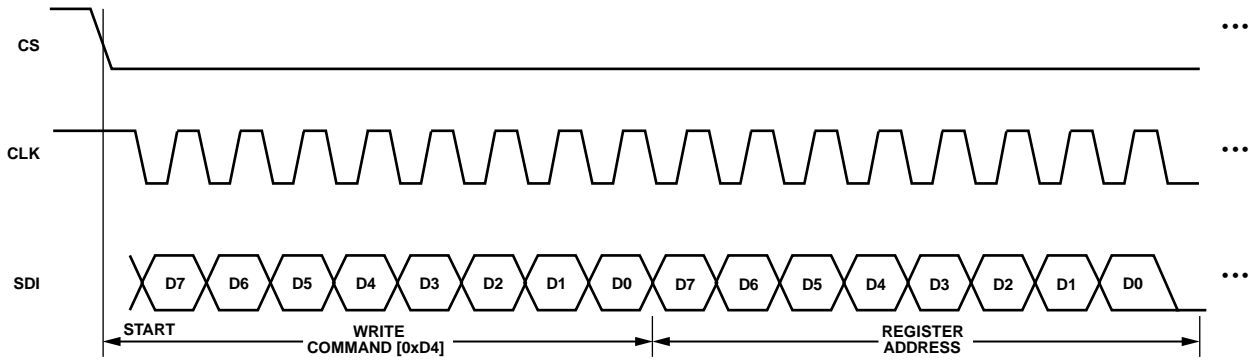 CS
...
CLK
...
SDI
D7 D6 D5 D4 D3 D2 D1 D0 D7 D6 D5 D4 D3 D2 D1 D0
...
START
WRITE
COMMAND [0xD4]
REGISTER
ADDRESS